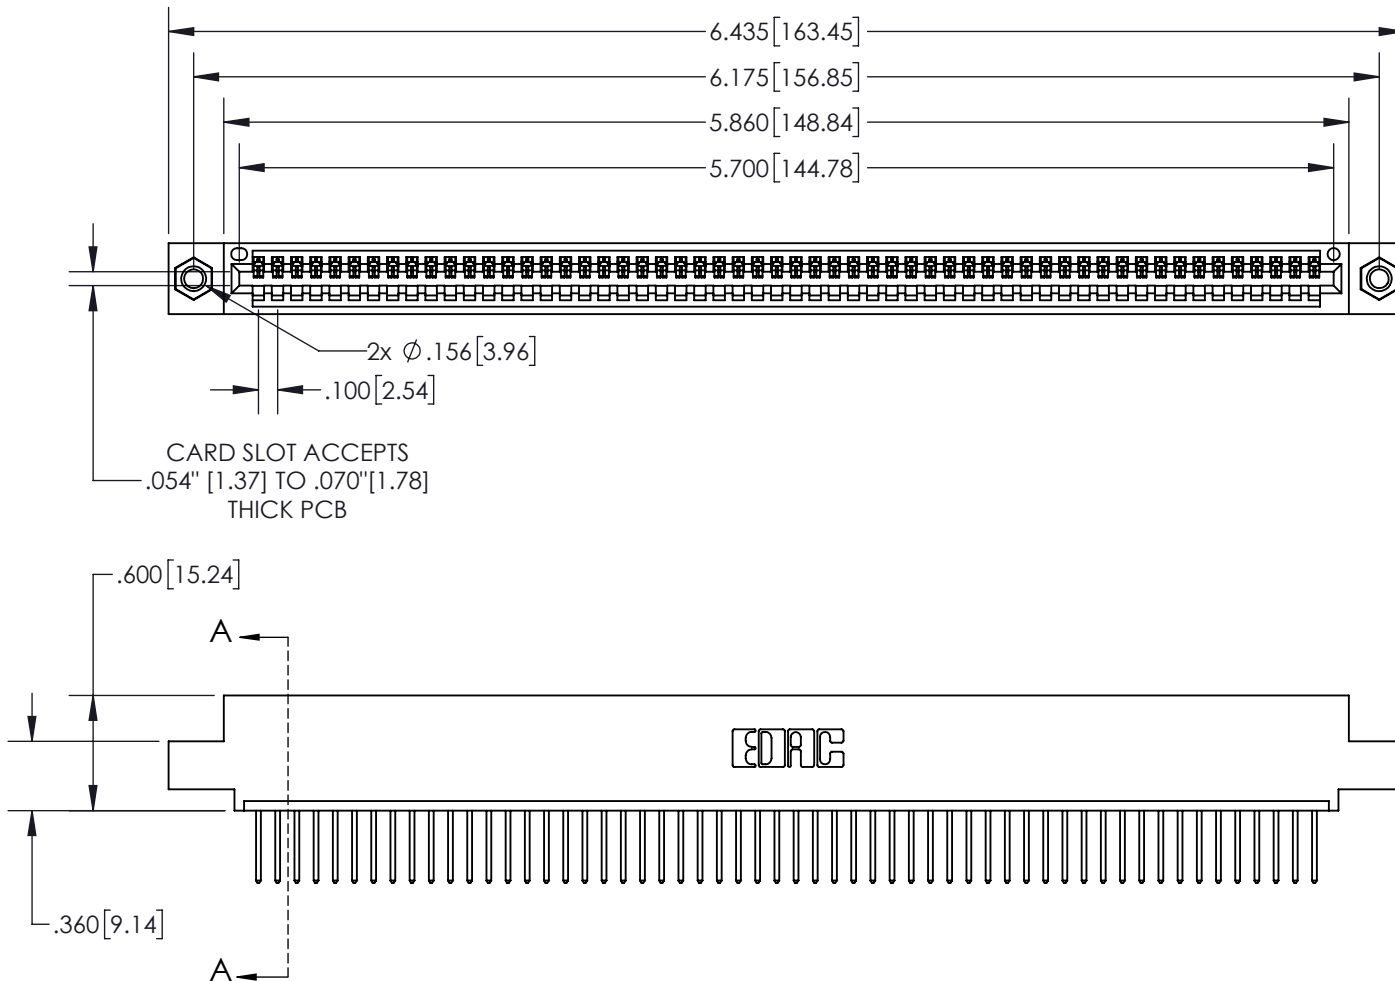 6.435[163.45]
6.175[156.85]
5.860[148.84]
5.700[144.78]
2x Ø.156[3.96]
.100[2.54]
CARD SLOT ACCEPTS
.054" [1.37] TO .070"[1.78]
THICK PCB
.600[15.24]
A
EDAC
.360[9.14]
A